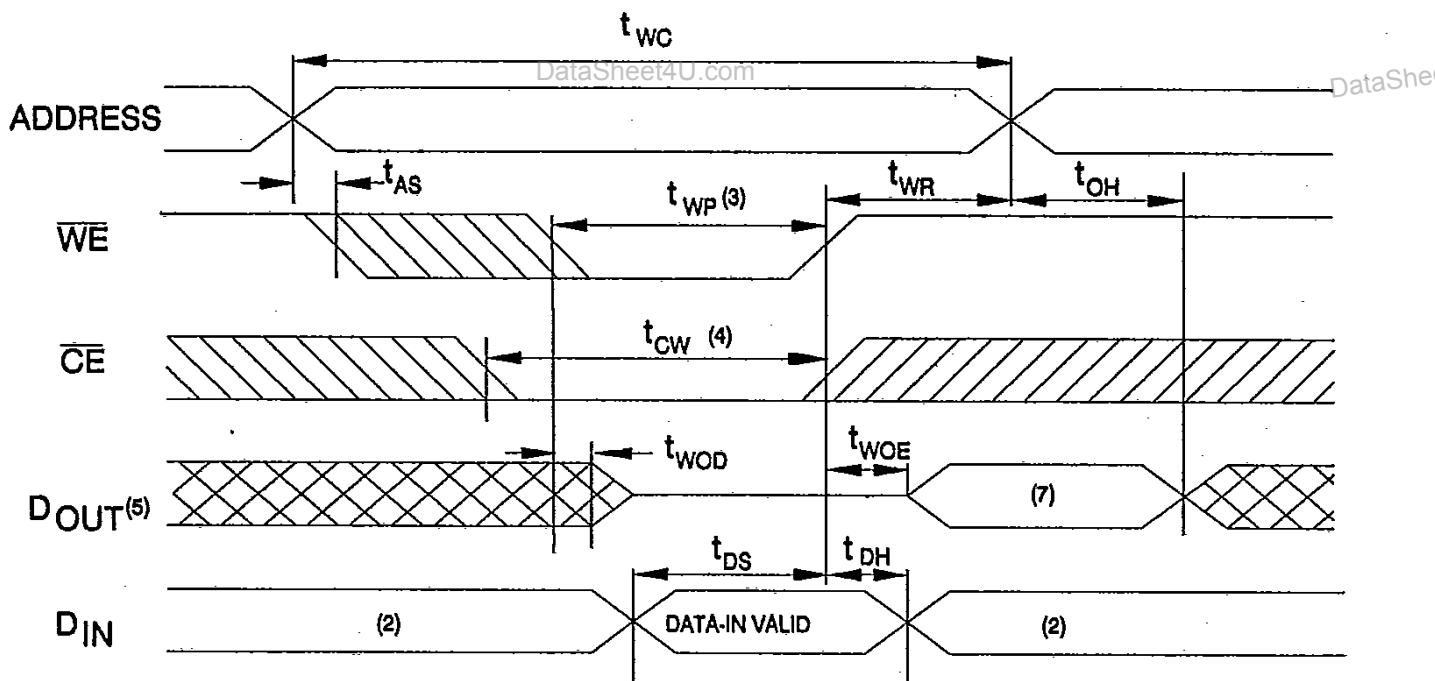 t WC
DataSheet4U.com
DataShee
ADDRESS
t AS
t WP (3)
t WR
t OH
WE
t CW (4)
CE
t WOD
t WOE
D OUT (5)
(7)
t DS
t DH
D IN
(2)
DATA-IN VALID
(2)